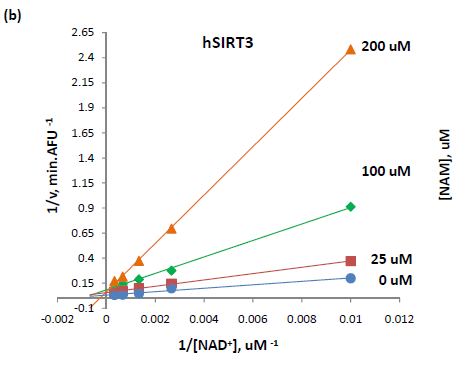 (b)
hSIRT3
2.65
2.4
2.15
1.9
1.65
1.4
1.15
0.9
0.65
0.4
0.15
-0.1
1/v, min.AFU -1
200 uM
100 uM
25 uM
0 uM
[NAM], uM
-0.002 0 0.002 0.004 0.006 0.008 0.01 0.012
1/[NAD+], uM -1